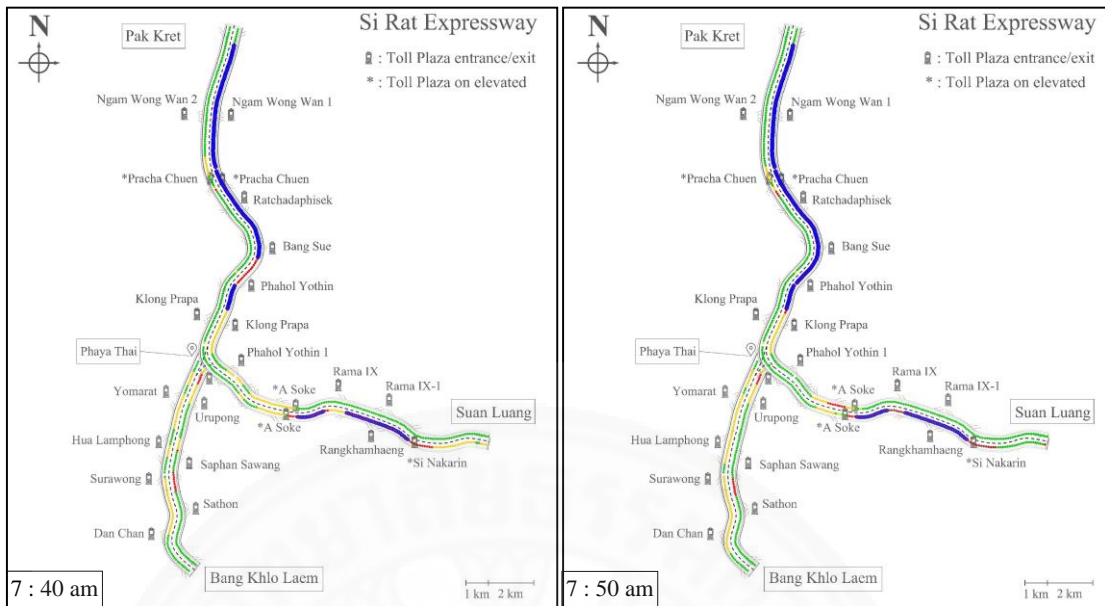 Si Rat Expressway
N
Pak Kret
: Toll Plaza entrance/exit
* : Toll Plaza on elevated
Ngam Wong Wan 2
Ngam Wong Wan 1
*Pracha Chuen
*Pracha Chuen
Ratchadaphisek
Bang Sue
Phahol Yothin
Klong Prapa
Klong Prapa
Phaya Thai
Phahol Yothin 1
Rama IX
Yomarat
*A Soke
Rama IX-1
Suan Luang
Urupong
*A Soke
Hua Lamphong
Rangkhamhaeng
*Si Nakarin
Saphan Sawang
Surawong
Sathon
Dan Chan
Bang Khlo Laem
7 : 40 am
1 km 2 km
Si Rat Expressway
N
Pak Kret
: Toll Plaza entrance/exit
* : Toll Plaza on elevated
Ngam Wong Wan 2
Ngam Wong Wan 1
*Pracha Chuen
*Pracha Chuen
Ratchadaphisek
Bang Sue
Phahol Yothin
Klong Prapa
Klong Prapa
Phaya Thai
Phahol Yothin 1
Rama IX
Yomarat
*A Soke
Rama IX-1
Suan Luang
Urupong
*A Soke
Hua Lamphong
Rangkhamhaeng
*Si Nakarin
Saphan Sawang
Surawong
Sathon
Dan Chan
Bang Khlo Laem
7 : 50 am
1 km 2 km